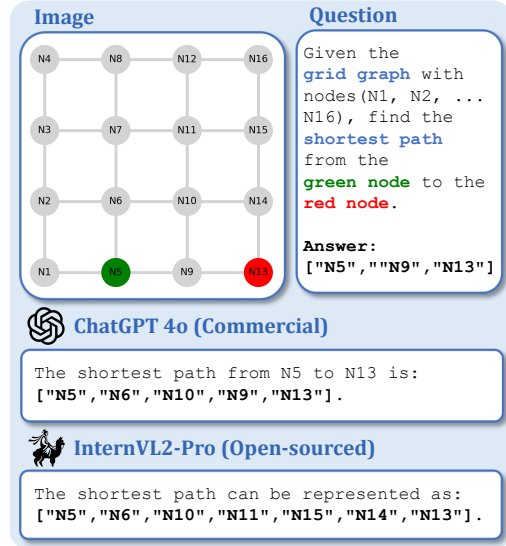 Image
N4 N8 N12 N16
N3 N7 N11 N15
N2 N6 N10 N14
N1 N5 N9 N13
Question
Given the
grid graph with
nodes(N1, N2, ...
N16), find the
shortest path
from the
green node to the
red node.
Answer:
["N5",""N9","N13"]
ChatGPT 4o (Commercial)
The shortest path from N5 to N13 is:
["N5","N6","N10","N9","N13"].
InternVL2-Pro (Open-sourced)
The shortest path can be represented as:
["N5","N6","N10","N11","N15","N14","N13"].